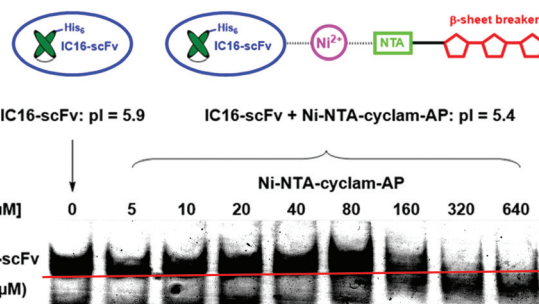 His6
IC16-scFv
His6
IC16-scFv
Ni2+
NTA
β-sheet breaker
IC16-scFv: pI = 5.9
IC16-scFv + Ni-NTA-cyclam-AP: pI = 5.4
Ni-NTA-cyclam-AP
M] 0 5 10 20 40 80 160 320 640
-scFv
μM)